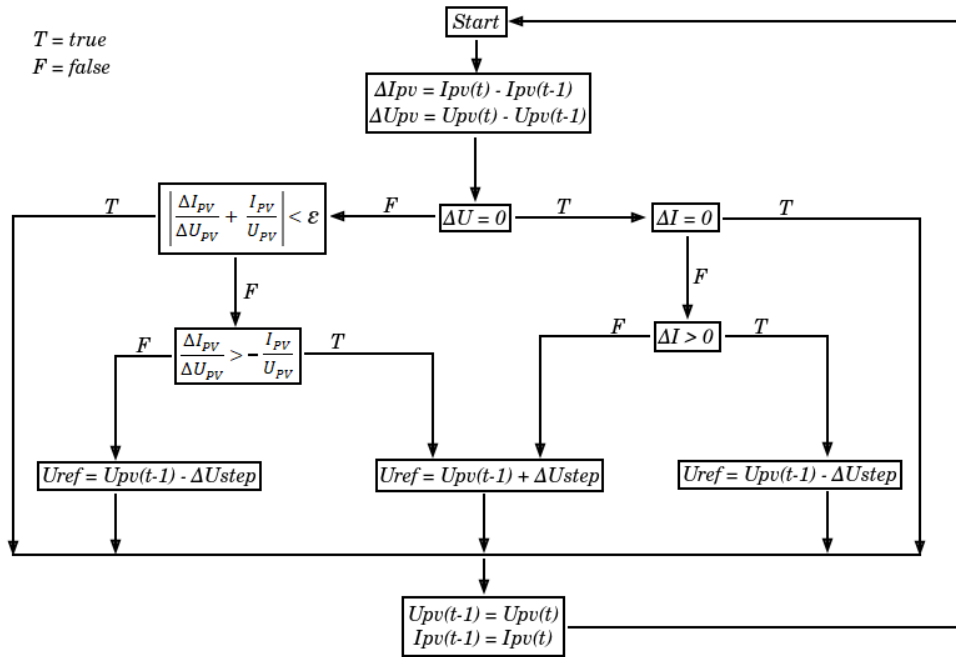 Start
T = true
F = false
ΔIpv = Ipv(t) - Ipv(t-1)
ΔUpv = Upv(t) - Upv(t-1)
T
|ΔI_PV/ΔU_PV + I_PV/U_PV| < ε
F
ΔU = 0
T
ΔI = 0
T
F
F
F
ΔI_PV/ΔU_PV > - I_PV/U_PV
T
F
ΔI > 0
T
Uref = Upv(t-1) - ΔUstep
Uref = Upv(t-1) + ΔUstep
Uref = Upv(t-1) - ΔUstep
Upv(t-1) = Upv(t)
Ipv(t-1) = Ipv(t)